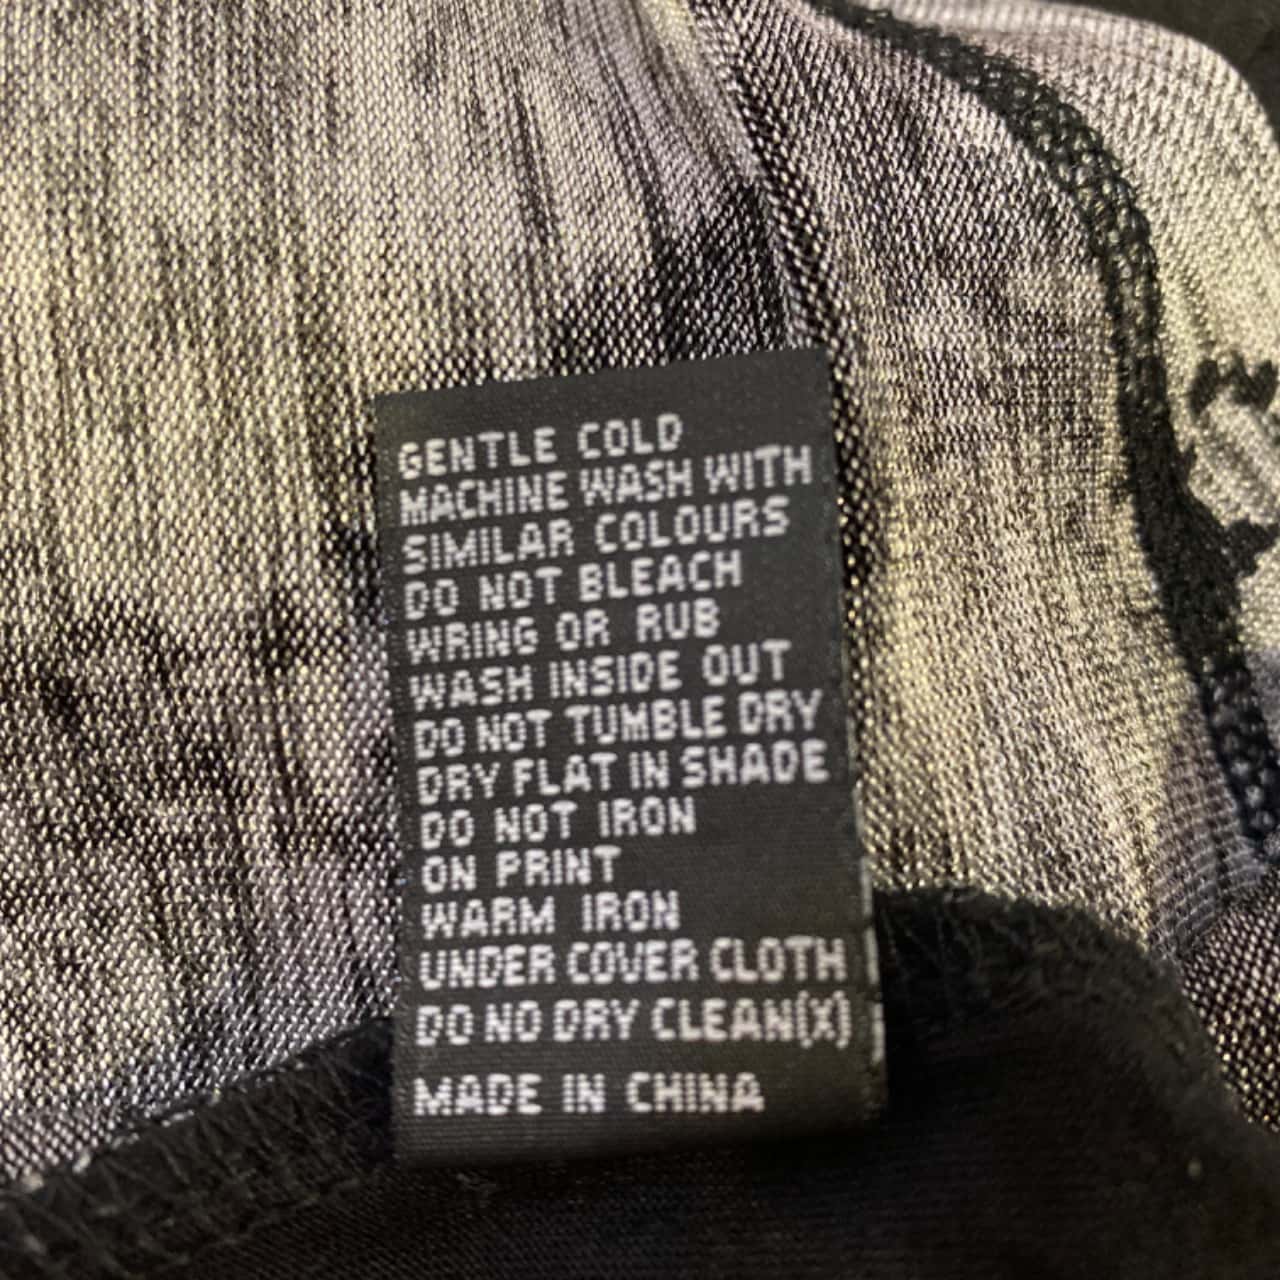 GENTLE COLD
MACHINE WASH WITH
SIMILAR COLOURS
DO NOT BLEACH
WRING OR RUB
WASH INSIDE OUT
DO NOT TUMBLE DRY
DRY FLAT IN SHADE
DO NOT IRON
ON PRINT
WARM IRON
UNDER COVER CLOTH
DO NO DRY CLEAN(X)
MADE IN CHINA